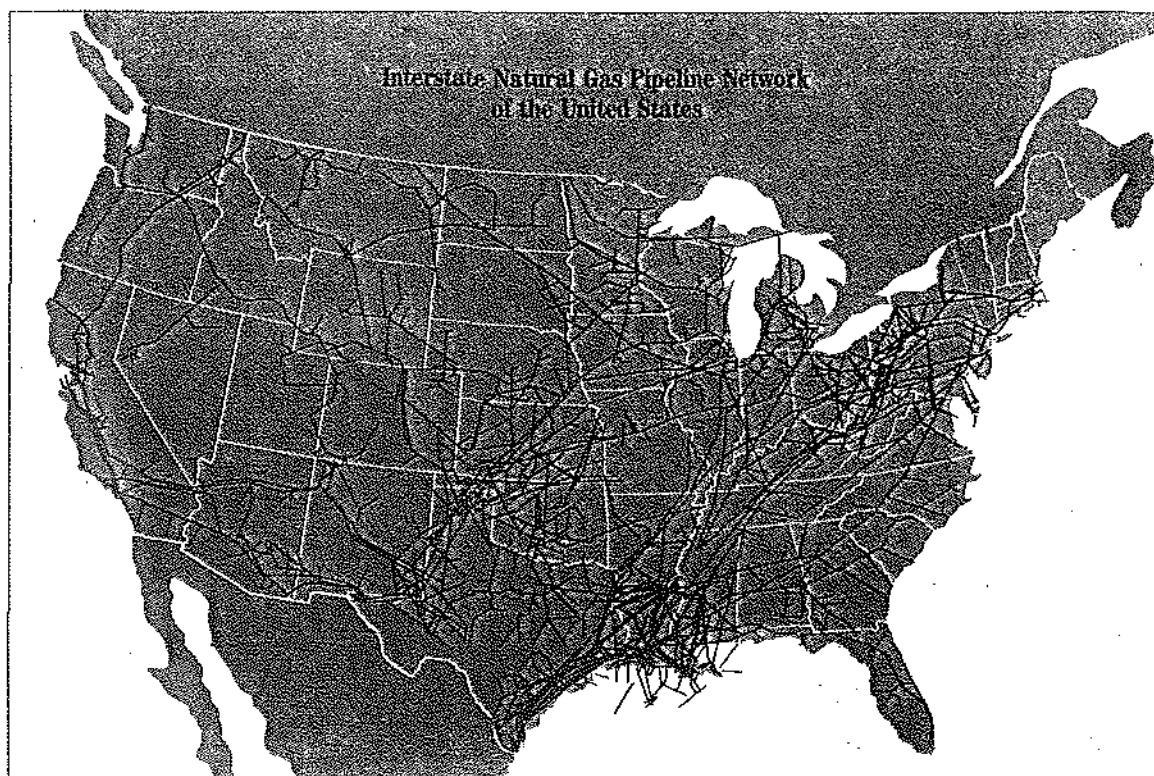 Interstate Natural Gas Pipeline Network
of the United States